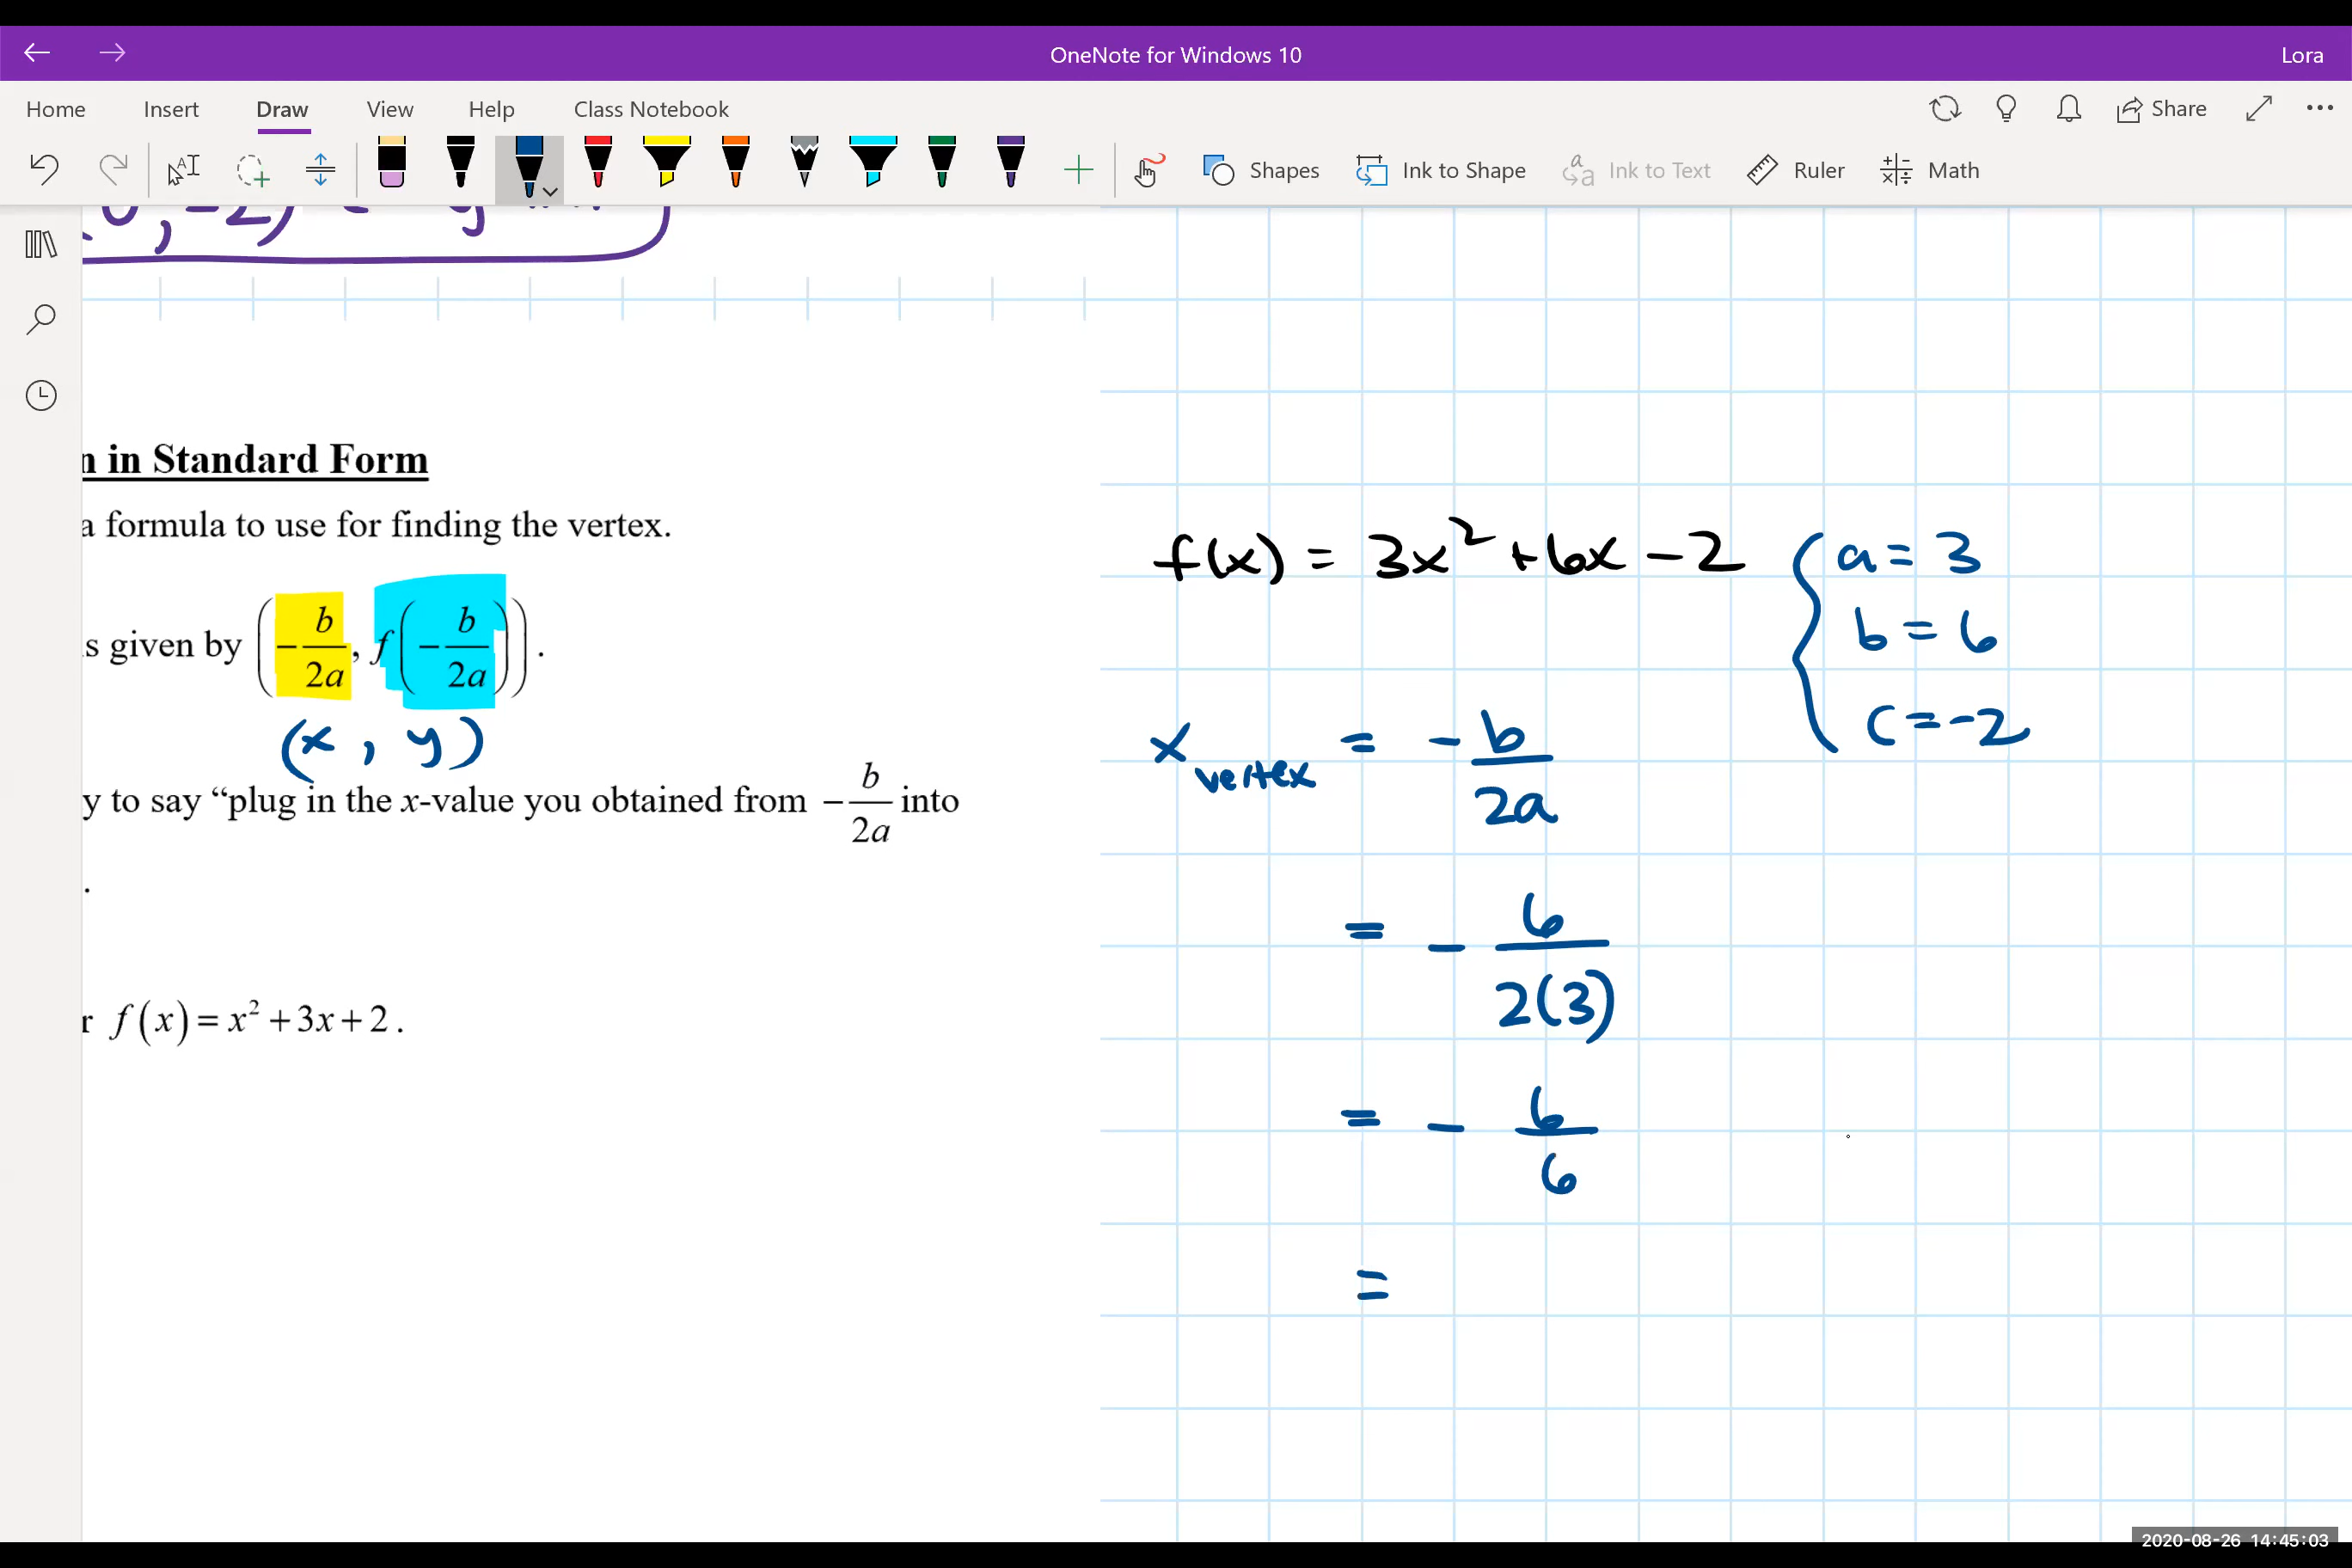 OneNote for Windows 10
Lora
Home Insert Draw View Help Class Notebook Share
Shapes Ink to Shape Ink to Text Ruler Math
n in Standard Form
a formula to use for finding the vertex.
s given by (-b/2a, f(-b/2a)).
(x, y)
y to say “plug in the x-value you obtained from -b/2a into
.
r f(x) = x² + 3x + 2.
f(x) = 3x² + 6x - 2
a = 3
b = 6
c = -2
x vertex = - b/2a
= - 6/2(3)
= - 6/6
=
2020-08-26 14:45:03